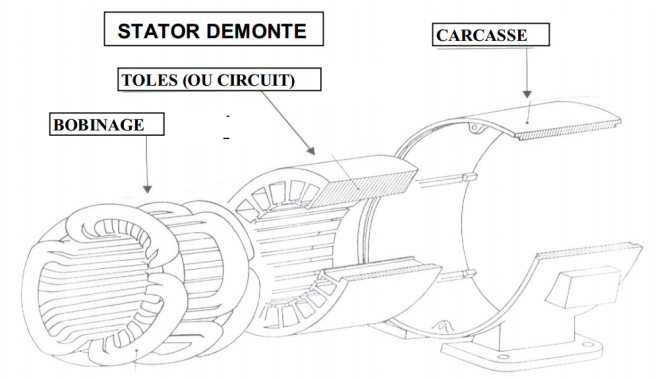 STATOR DEMONTE
CARCASSE
TOLES (OU CIRCUIT)
BOBINAGE